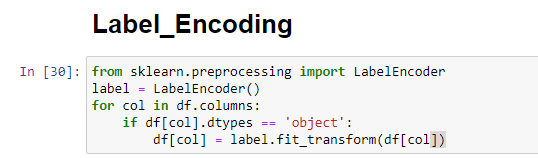 Label_Encoding
In [30]: from sklearn.preprocessing import LabelEncoder
label = LabelEncoder()
for col in df.columns:
    if df[col].dtypes == 'object':
        df[col] = label.fit_transform(df[col])